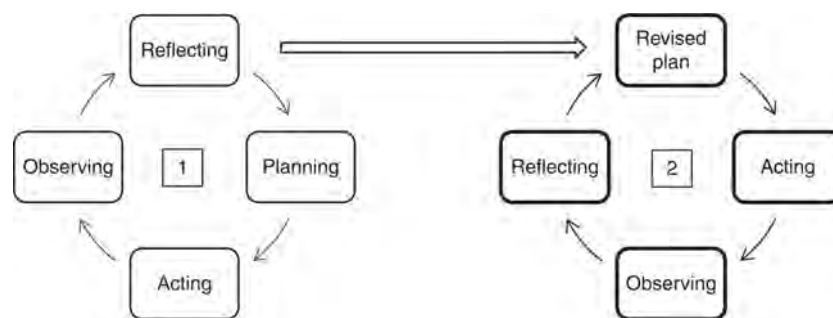 Reflecting
Revised
plan
Observing
1
Planning
Reflecting
2
Acting
Acting
Observing